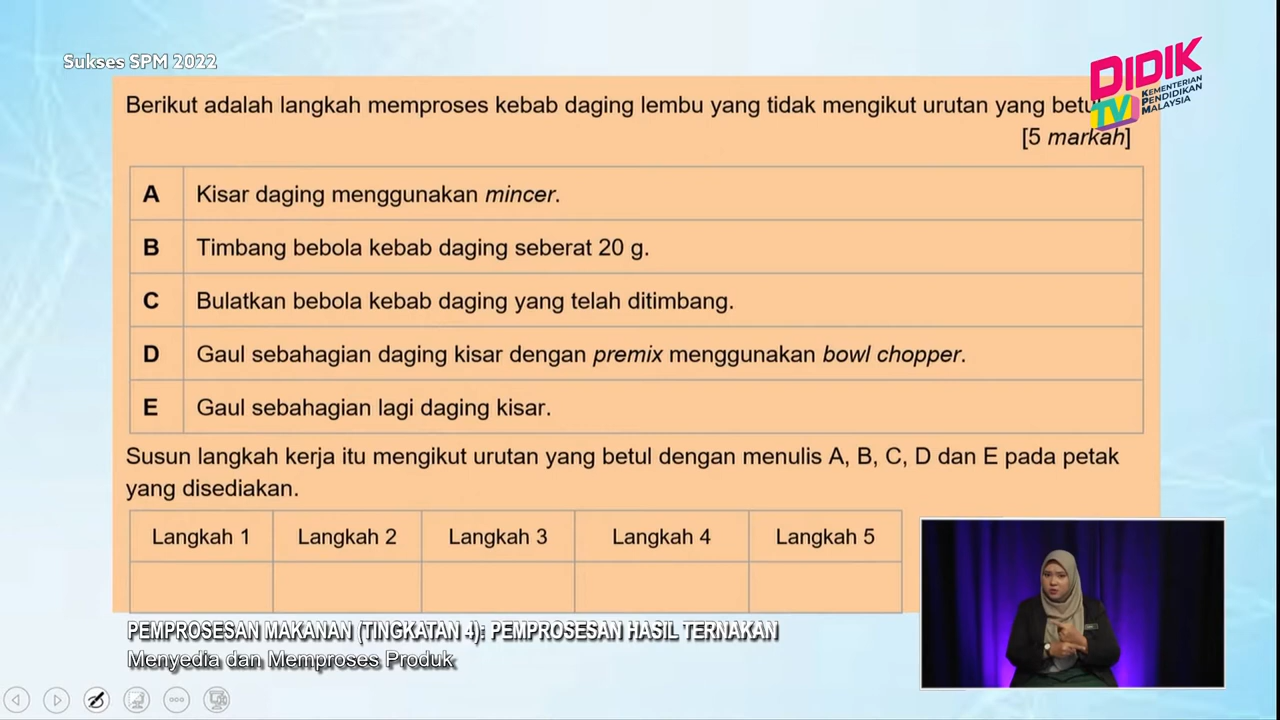 Sukses SPM 2022
DIDIK
TV
KEMENTERIAN
PENDIDIKAN
MALAYSIA
Berikut adalah langkah memproses kebab daging lembu yang tidak mengikut urutan yang
[5 markah]
A Kisar daging menggunakan mincer.
B Timbang bebola kebab daging seberat 20 g.
C Bulatkan bebola kebab daging yang telah ditimbang.
D Gaul sebahagian daging kisar dengan premix menggunakan bowl chopper.
E Gaul sebahagian lagi daging kisar.
Susun langkah kerja itu mengikut urutan yang betul dengan menulis A, B, C, D dan E pada petak
yang disediakan.
Langkah 1 Langkah 2 Langkah 3 Langkah 4 Langkah 5
PEMPROSESAN MAKANAN (TINGKATAN 4): PEMPROSESAN HASIL TERNAKAN
Menyedia dan Memproses Produk